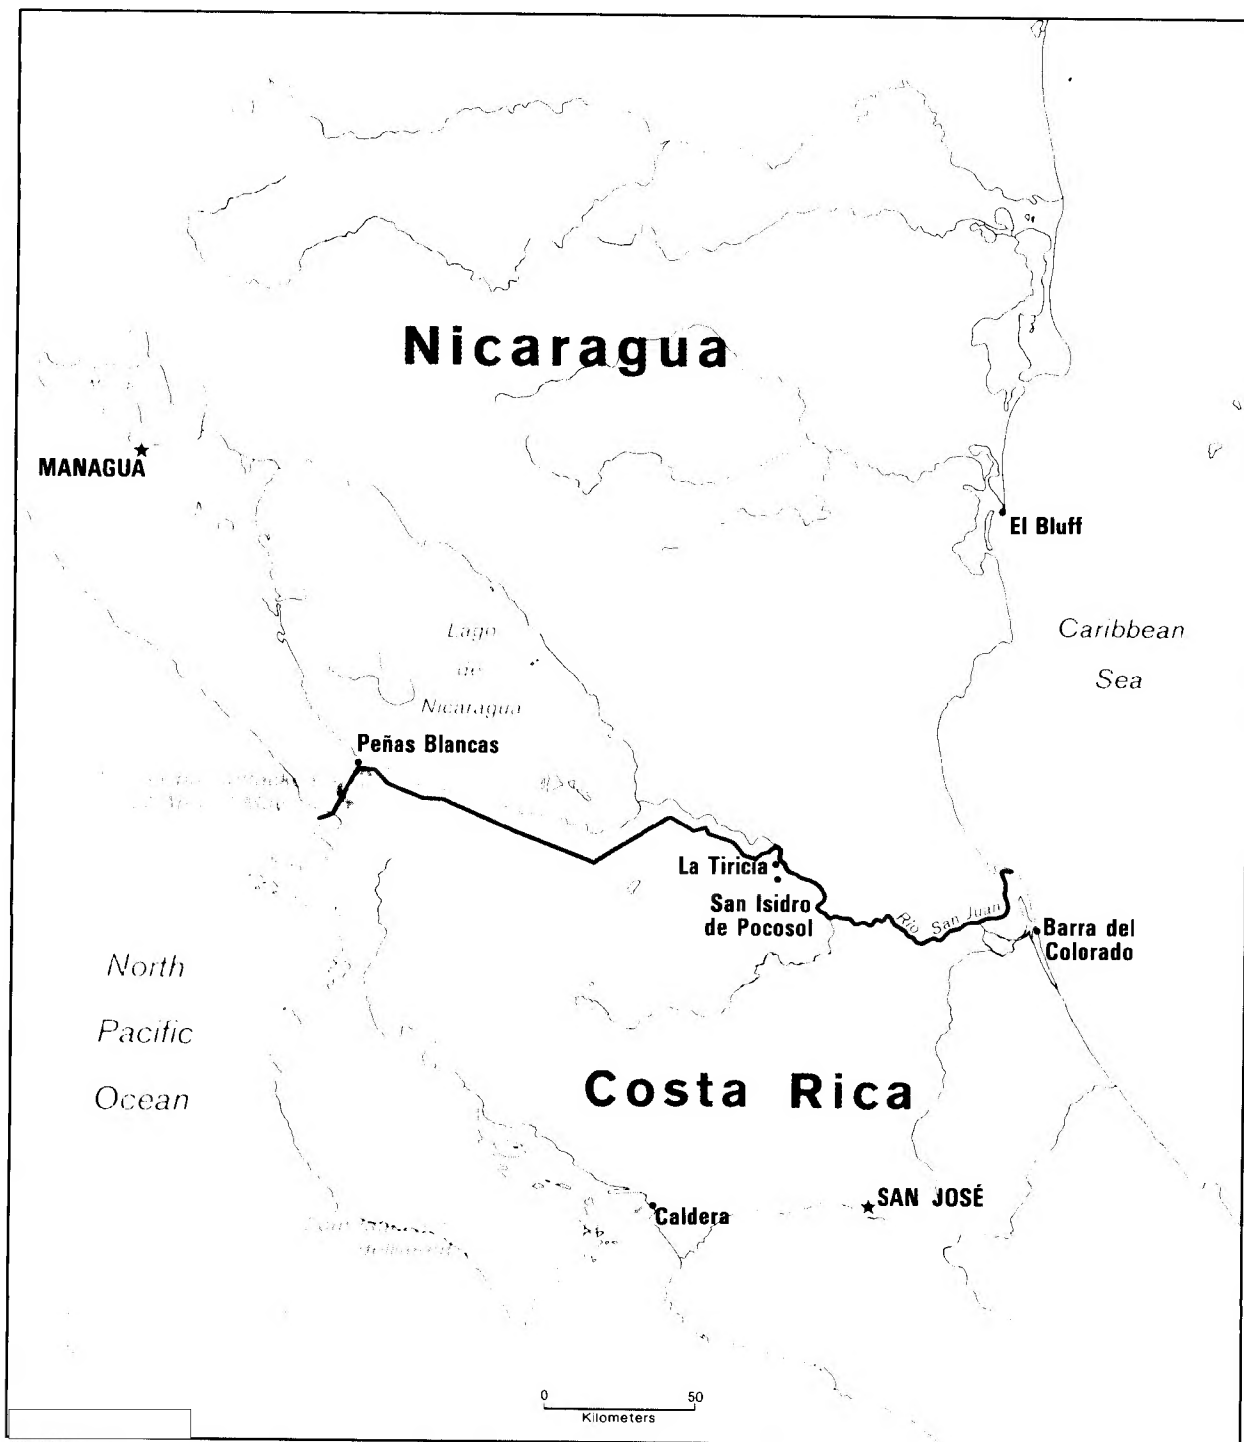 Nicaragua
MANAGUA
El Bluff
Caribbean
Sea
Lago
de
Nicaragua
Peñas Blancas
La Tiricia
San Isidro
de Pocosol
Río San Juan
Barra del
Colorado
North
Pacific
Ocean
Costa Rica
SAN JOSÉ
Caldera
0 50
Kilometers